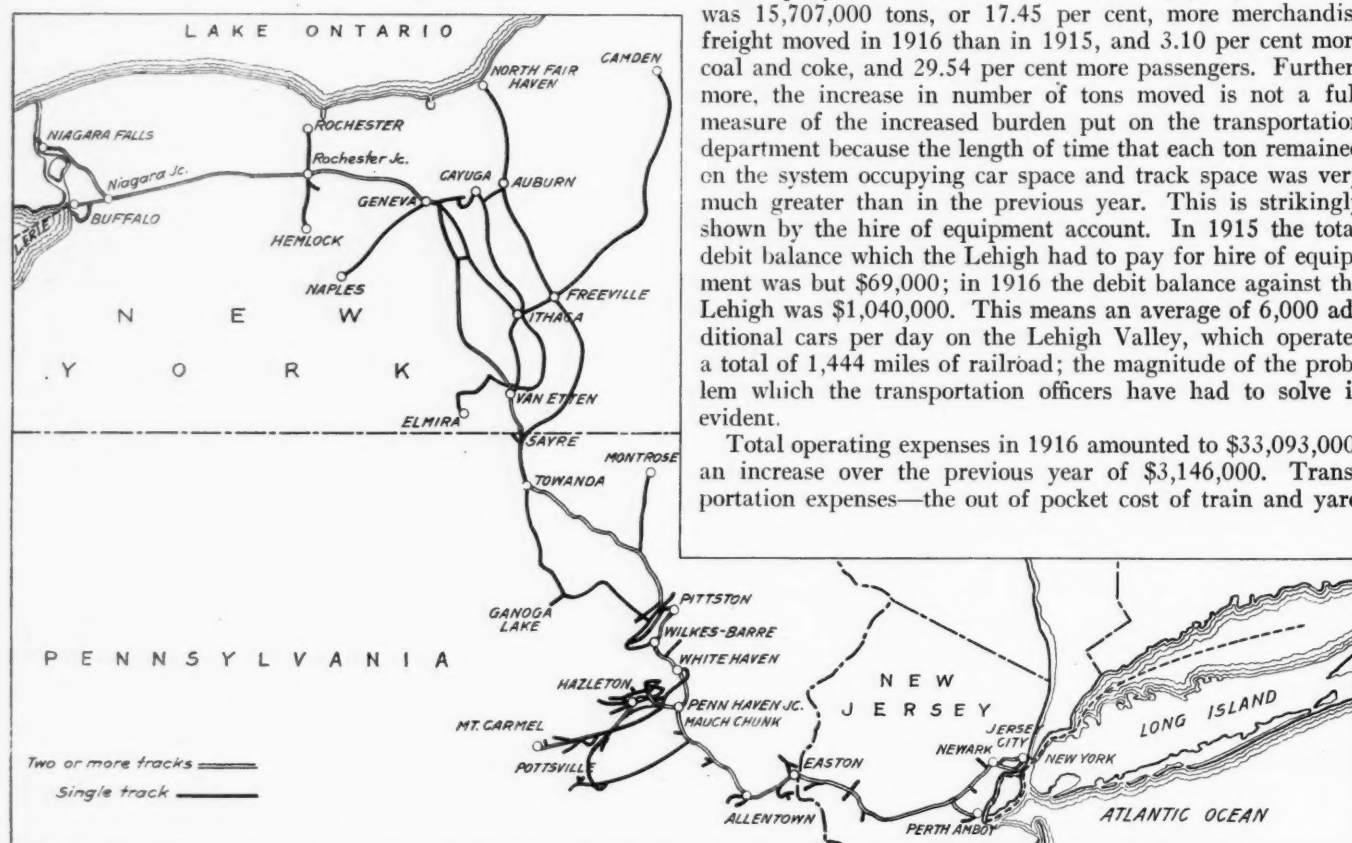 was 15,707,000 tons, or 17.45 per cent, more merchandis
freight moved in 1916 than in 1915, and 3.10 per cent mor
coal and coke, and 29.54 per cent more passengers. Further
more, the increase in number of tons moved is not a ful
measure of the increased burden put on the transportation
department because the length of time that each ton remaine
on the system occupying car space and track space was ver
much greater than in the previous year. This is strikingl
shown by the hire of equipment account. In 1915 the tota
debit balance which the Lehigh had to pay for hire of equip
ment was but $69,000; in 1916 the debit balance against th
Lehigh was $1,040,000. This means an average of 6,000 ad
ditional cars per day on the Lehigh Valley, which operate
a total of 1,444 miles of railroad; the magnitude of the prob
lem which the transportation officers have had to solve i
evident.
Total operating expenses in 1916 amounted to $33,093,000
an increase over the previous year of $3,146,000. Trans
portation expenses—the out of pocket cost of train and yard
LAKE ONTARIO
NORTH FAIR
HAVEN
CAMDEN
NIAGARA FALLS
ROCHESTER
Rochester Jc.
Niagara Jc.
CAYUGA
AUBURN
GENEVA
L.ERIE
BUFFALO
HEMLOCK
NAPLES
FREEVILLE
ITHACA
NEW
YORK
VAN ETTEN
ELMIRA
SAYRE
MONTROSE
TOWANDA
GANOGA
LAKE
PITTSTON
WILKES-BARRE
WHITE HAVEN
PENNSYLVANIA
HAZLETON
PENN HAVEN JC.
MAUCH CHUNK
MT. CARMEL
POTTSVILLE
NEW
JERSEY
JERSEY
CITY
NEWARK
NEW YORK
LONG ISLAND
EASTON
ALLENTOWN
PERTH AMBOY
ATLANTIC OCEAN
Two or more tracks
Single track